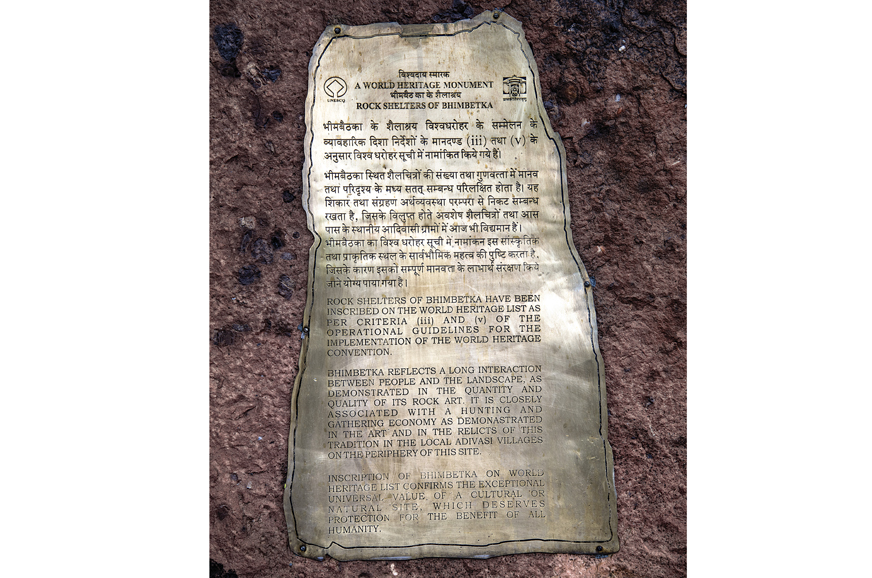 विश्वदाय स्मारक
A WORLD HERITAGE MONUMENT
भीमबैठका के शैलाश्रय
ROCK SHELTERS OF BHIMBETKA
UNESCO
भीमबैठका के शैलाश्रय विश्वधरोहर के सम्मेलन के
व्यावहारिक दिशा निर्देशों के मानदण्ड (iii) तथा (v) के
अनुसार विश्व धरोहर सूची में नामांकित किये गये हैं।
भीमबैठका स्थित शैलचित्रों की संख्या तथा गुणवत्ता में मानव
तथा परिदृश्य के मध्य सतत् सम्बन्ध परिलक्षित होता है। यह
शिकार तथा संग्रहण अर्थव्यवस्था परम्परा से निकट सम्बन्ध
रखता है, जिसके विलुप्त होते अवशेष शैलचित्रों तथा आस
पास के स्थानीय आदिवासी ग्रामों में आज भी विद्यमान है।
भीमबैठका का विश्व धरोहर सूची में नामांकन इस सांस्कृतिक
तथा प्राकृतिक स्थल के सार्वभौमिक महत्व की पुष्टि करता है,
जिसके कारण इसको सम्पूर्ण मानवता के लाभार्थ संरक्षण किये
जाने योग्य पाया गया है।
ROCK SHELTERS OF BHIMBETKA HAVE BEEN
INSCRIBED ON THE WORLD HERITAGE LIST AS
PER CRITERIA (iii) AND (v) OF THE
OPERATIONAL GUIDELINES FOR THE
IMPLEMENTATION OF THE WORLD HERITAGE
CONVENTION.
BHIMBETKA REFLECTS A LONG INTERACTION
BETWEEN PEOPLE AND THE LANDSCAPE, AS
DEMONSTRATED IN THE QUANTITY AND
QUALITY OF ITS ROCK ART. IT IS CLOSELY
ASSOCIATED WITH A HUNTING AND
GATHERING ECONOMY AS DEMONASTRATED
IN THE ART AND IN THE RELICTS OF THIS
TRADITION IN THE LOCAL ADIVASI VILLAGES
ON THE PERIPHERY OF THIS SITE.
INSCRIPTION OF BHIMBETKA ON WORLD
HERITAGE LIST CONFIRMS THE EXCEPTIONAL
UNIVERSAL VALUE OF A CULTURAL OR
NATURAL SITE, WHICH DESERVES
PROTECTION FOR THE BENEFIT OF ALL
HUMANITY.